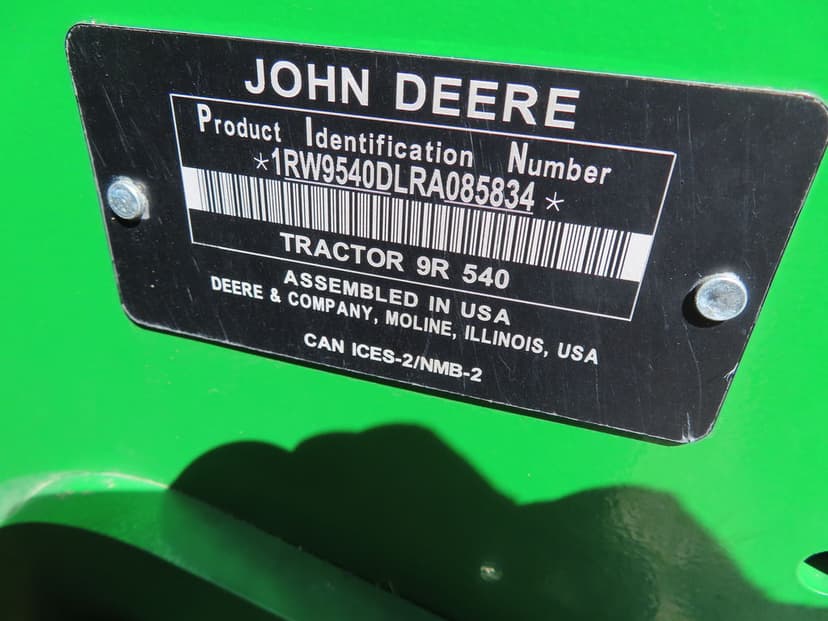 JOHN DEERE
Product Identification Number
*1RW9540DLRA085834*
TRACTOR 9R 540
ASSEMBLED IN USA
DEERE & COMPANY, MOLINE, ILLINOIS, USA
CAN ICES-2/NMB-2